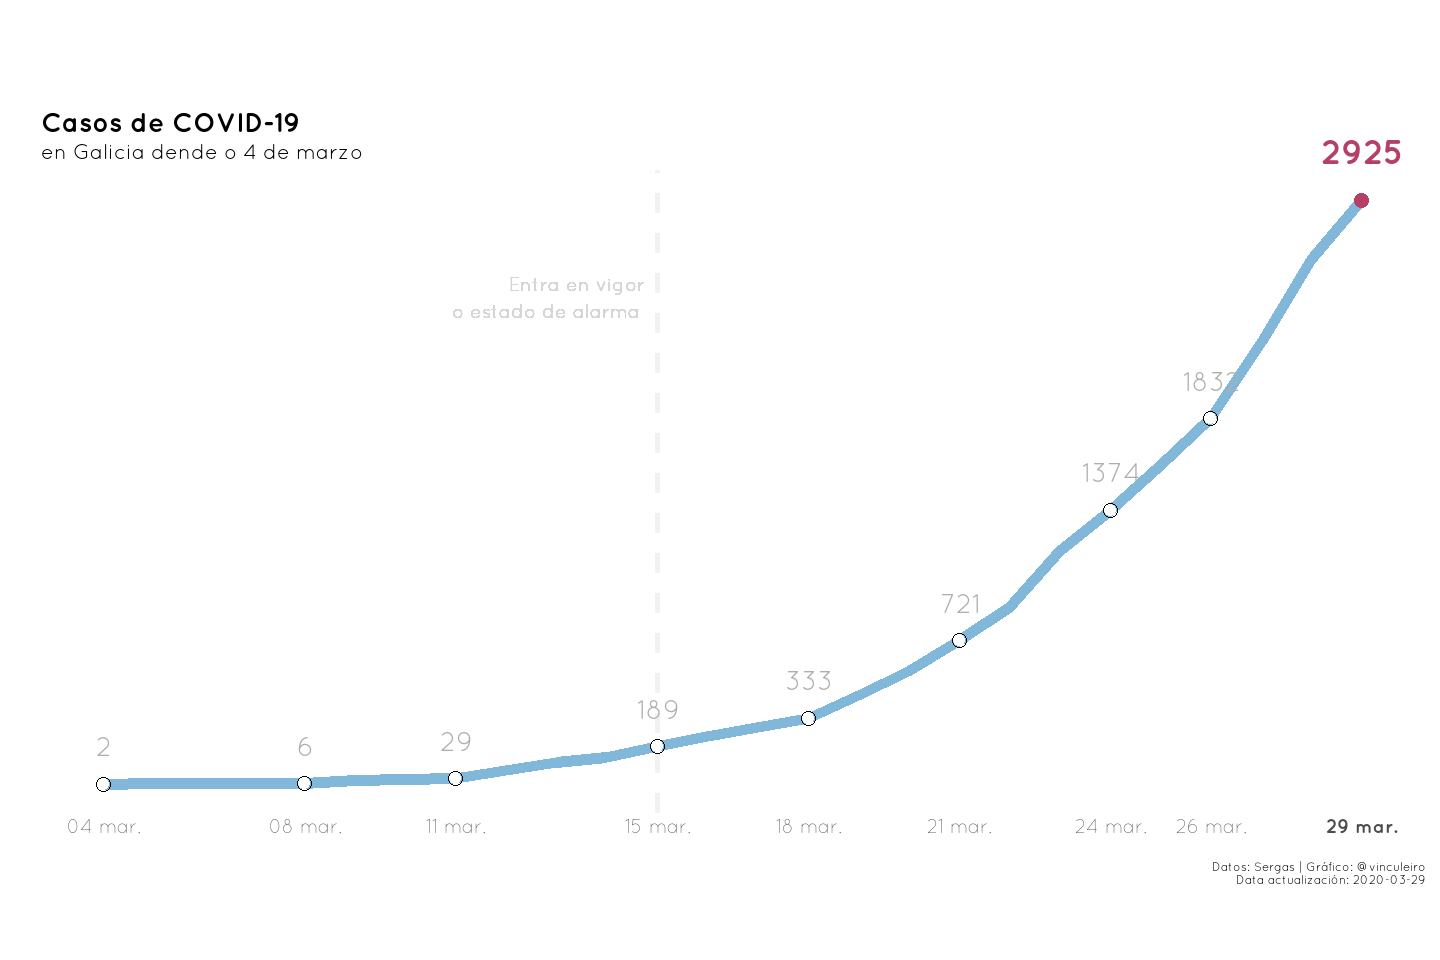 Casos de COVID-19
en Galicia dende o 4 de marzo
2925
Entra en vigor
o estado de alarma
1832
1374
721
333
189
29
6
2
04 mar.
08 mar.
11 mar.
15 mar.
18 mar.
21 mar.
24 mar.
26 mar.
29 mar.
Datos: Sergas | Gráfico: @vinculeiro
Data actualización: 2020-03-29